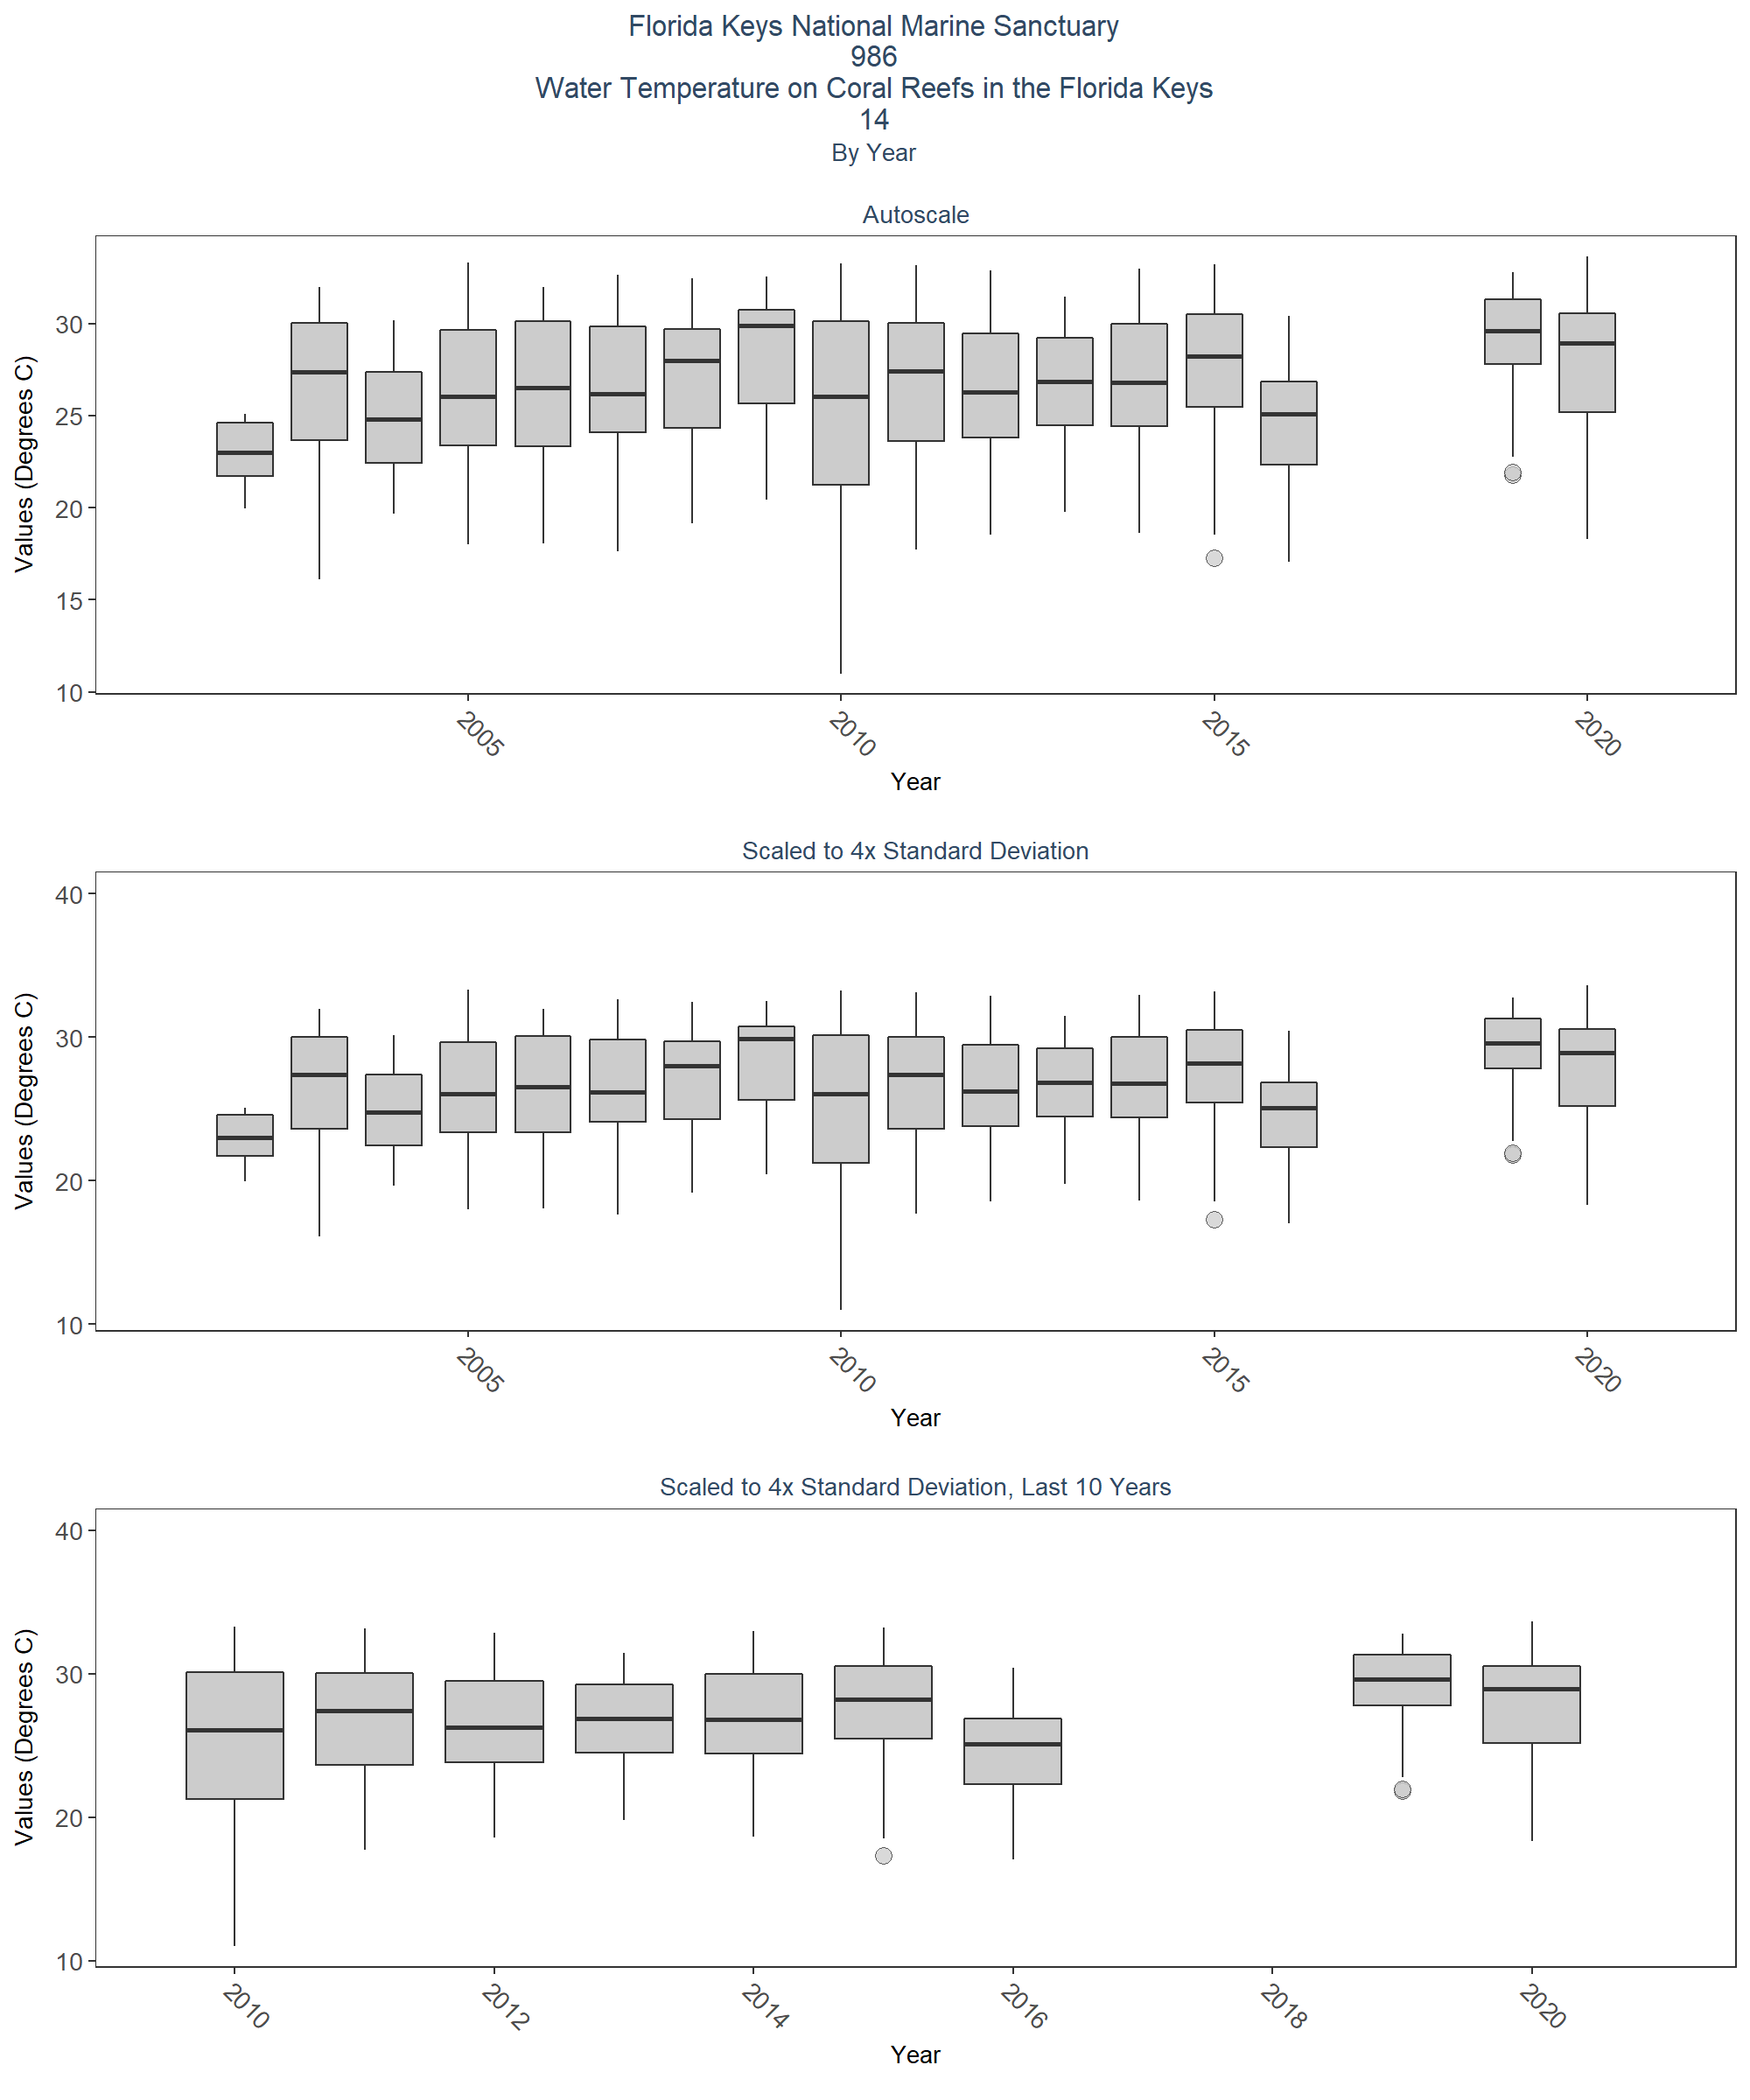 Florida Keys National Marine Sanctuary
986
Water Temperature on Coral Reefs in the Florida Keys
14
By Year
Autoscale
Values (Degrees C)
30
25
20
15
10
2005
2010
2015
2020
Year
Scaled to 4x Standard Deviation
Values (Degrees C)
40
30
20
10
2005
2010
2015
2020
Year
Scaled to 4x Standard Deviation, Last 10 Years
Values (Degrees C)
40
30
20
10
2010
2012
2014
2016
2018
2020
Year